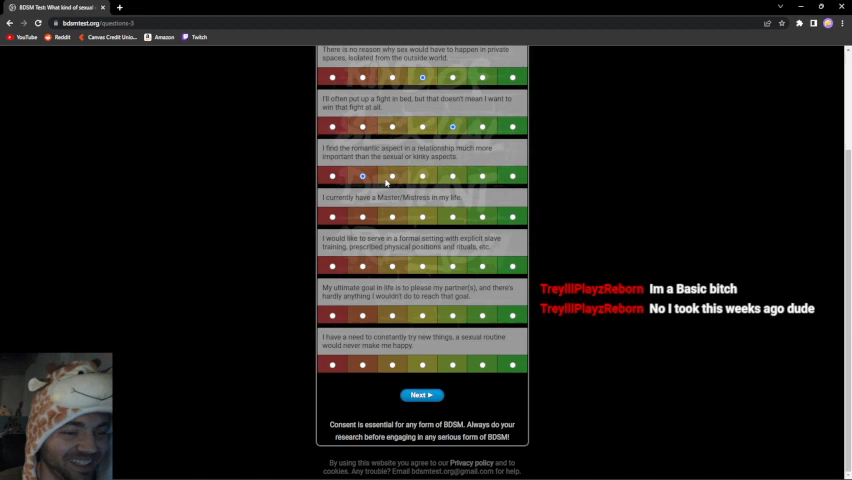 BDSM Test: What kind of sexual
bdsmtest.org/questions-3
YouTube
Reddit
Canvas Credit Unio...
Amazon
Twitch
There is no reason why sex would have to happen in private
spaces, isolated from the outside world.
I'll often put up a fight in bed, but that doesn't mean I want to
win that fight at all.
I find the romantic aspect in a relationship much more
important than the sexual or kinky aspects.
I currently have a Master/Mistress in my life.
I would like to serve in a formal setting with explicit slave
training, prescribed physical positions and rituals, etc.
My ultimate goal in life is to please my partner(s), and there's
hardly anything I wouldn't do to reach that goal.
I have a need to constantly try new things, a sexual routine
would never make me happy.
Next
Consent is essential for any form of BDSM. Always do your
research before engaging in any serious form of BDSM!
By using this website you agree to our Privacy policy and to
cookies. Any trouble? Email bdsmtest.org@gmail.com for help.
TreyIIIPlayzReborn Im a Basic bitch
TreyIIIPlayzReborn No I took this weeks ago dude